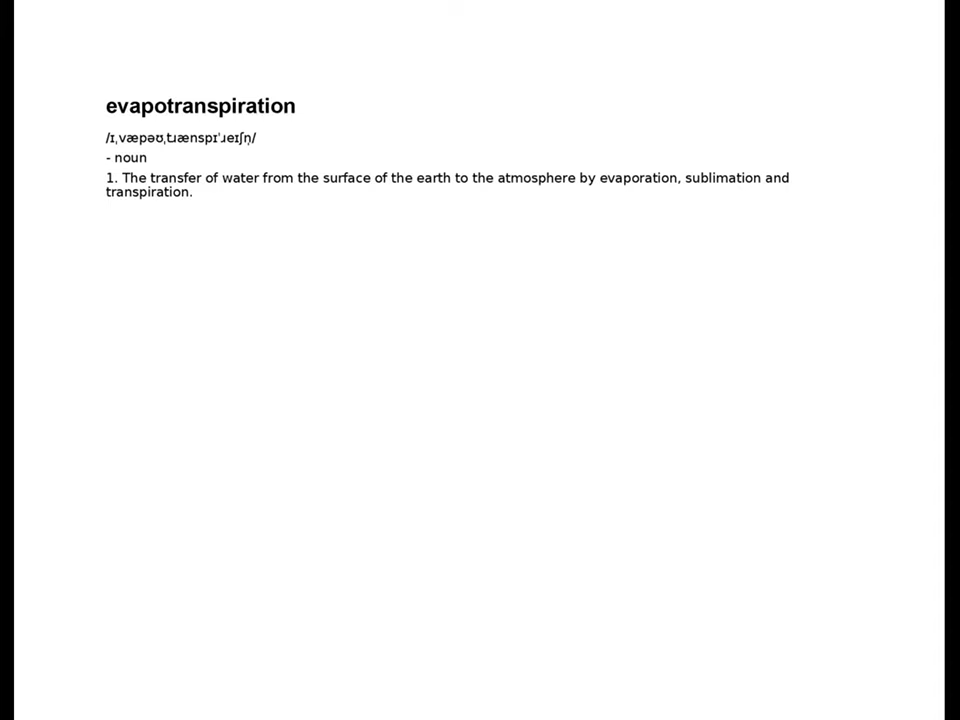 evapotranspiration
/ɪˌvæpəʊˌtɹænspɪˈɹeɪʃn̩/
- noun
1. The transfer of water from the surface of the earth to the atmosphere by evaporation, sublimation and
transpiration.